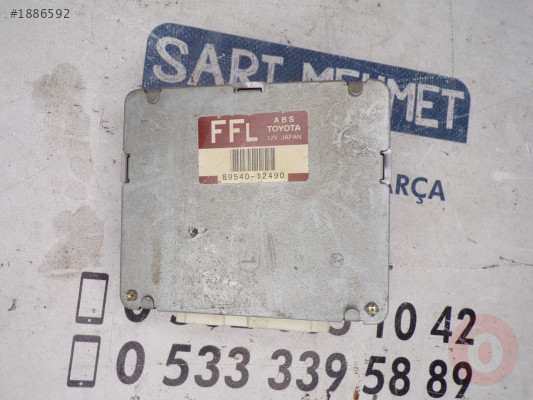 #1886592
SART MEHMET
FFL
ABS
TOYOTA
12V JAPAN
89540-12490
ARÇA
10 42
0 533 339 58 89